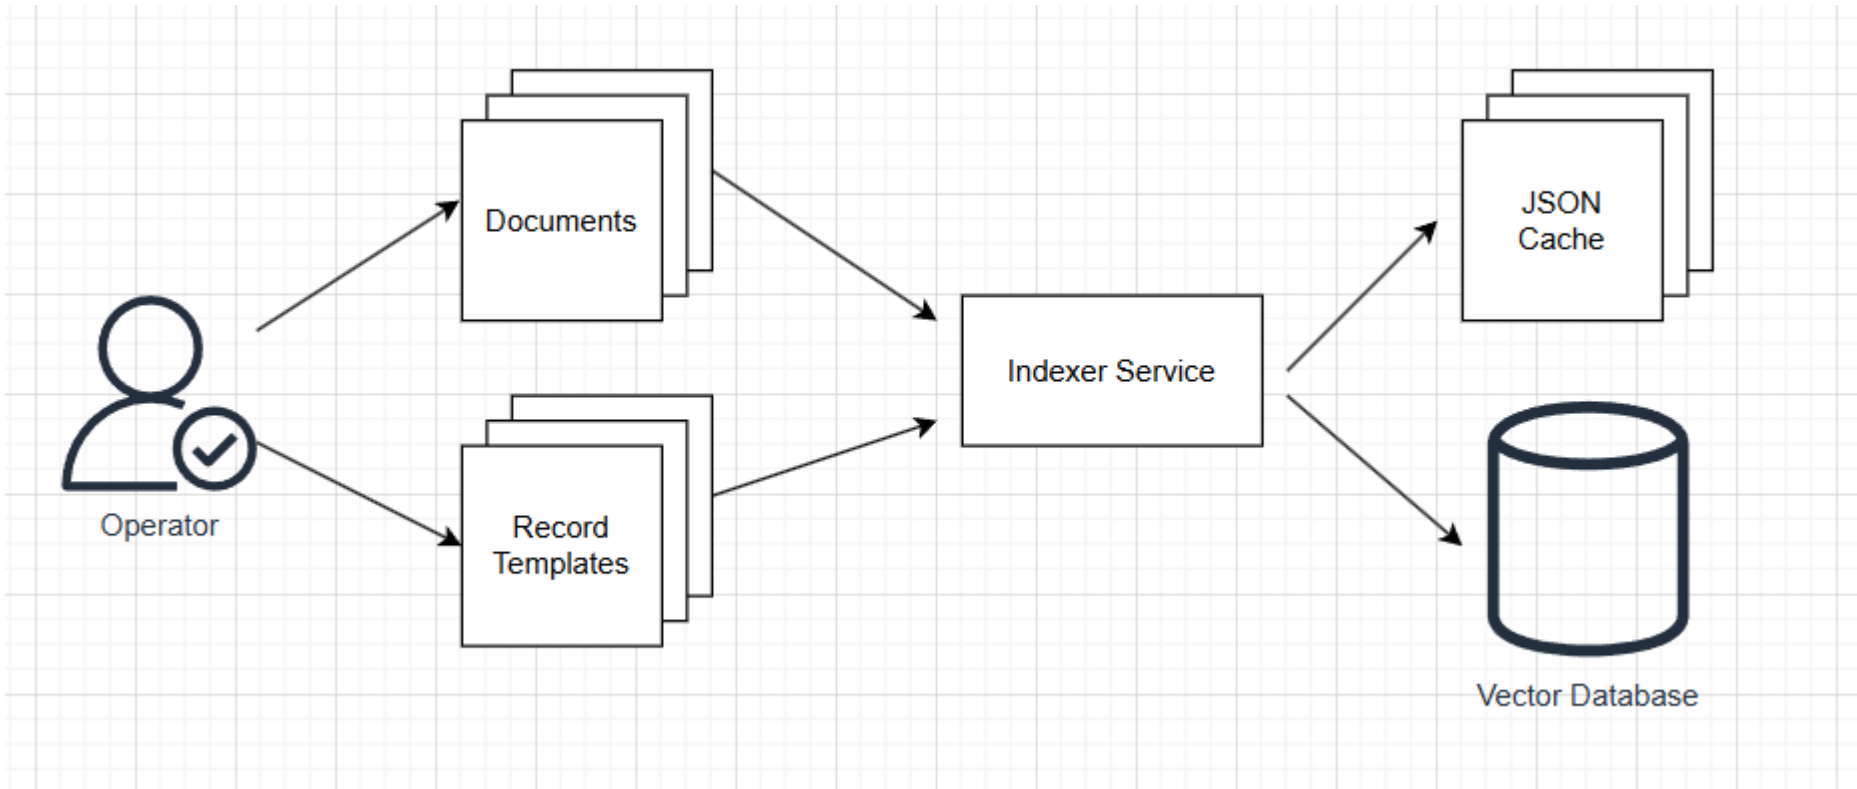 Documents
JSON
Cache
Indexer Service
Operator
Record
Templates
Vector Database